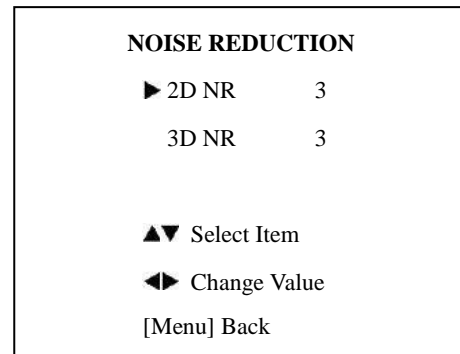 NOISE REDUCTION
▶ 2D NR 3
3D NR 3
▲▼ Select Item
◀▶ Change Value
[Menu] Back